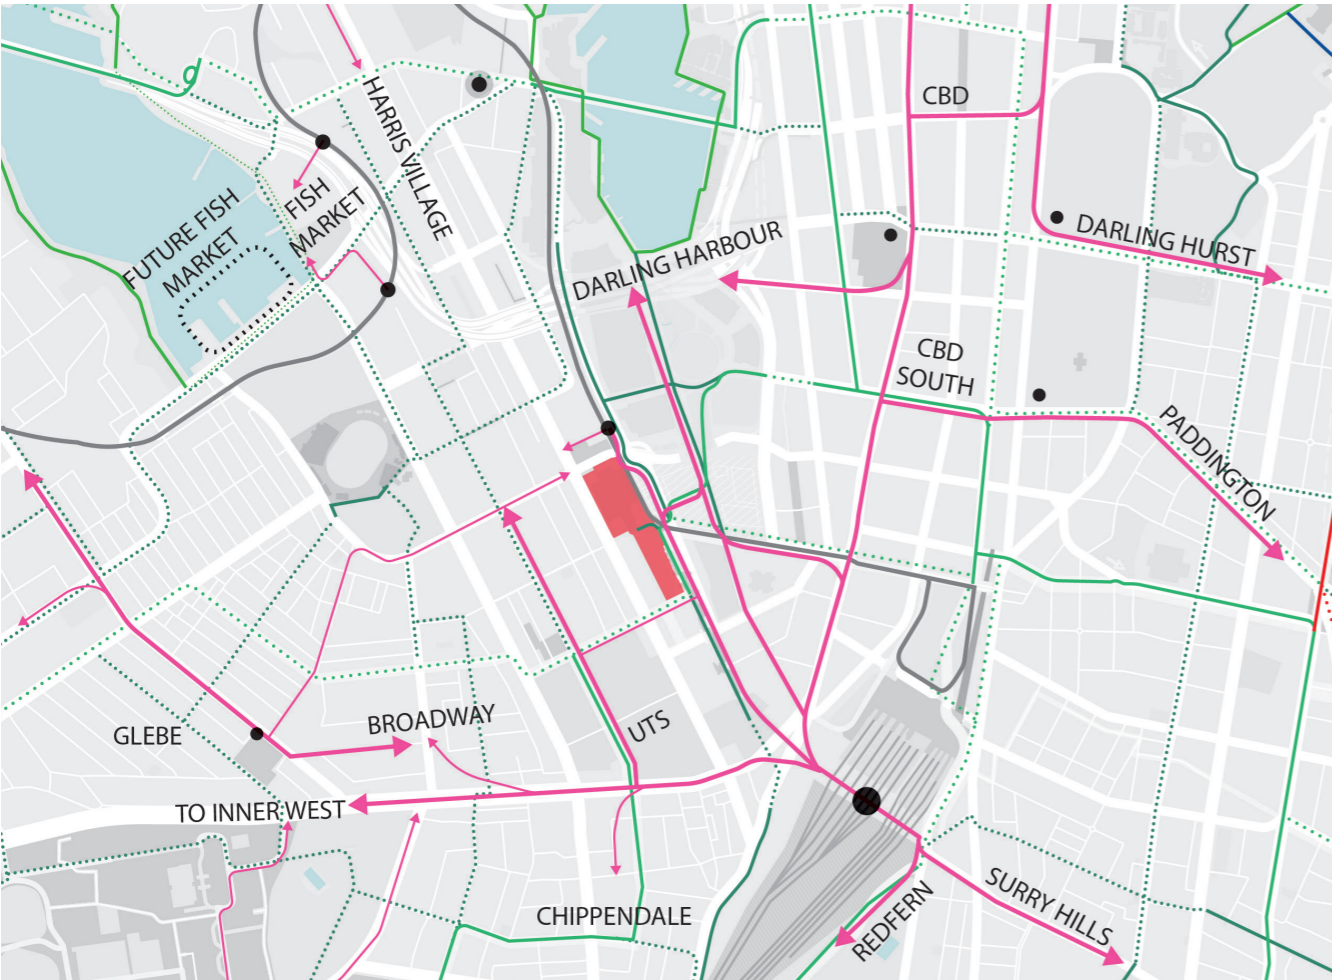 CBD
HARRIS VILLAGE
FISH
MARKET
FUTURE FISH
MARKET
DARLING HARBOUR
DARLING HURST
CBD
SOUTH
PADDINGTON
GLEBE
BROADWAY
UTS
TO INNER WEST
CHIPPENDALE
REDFERN
SURRY HILLS